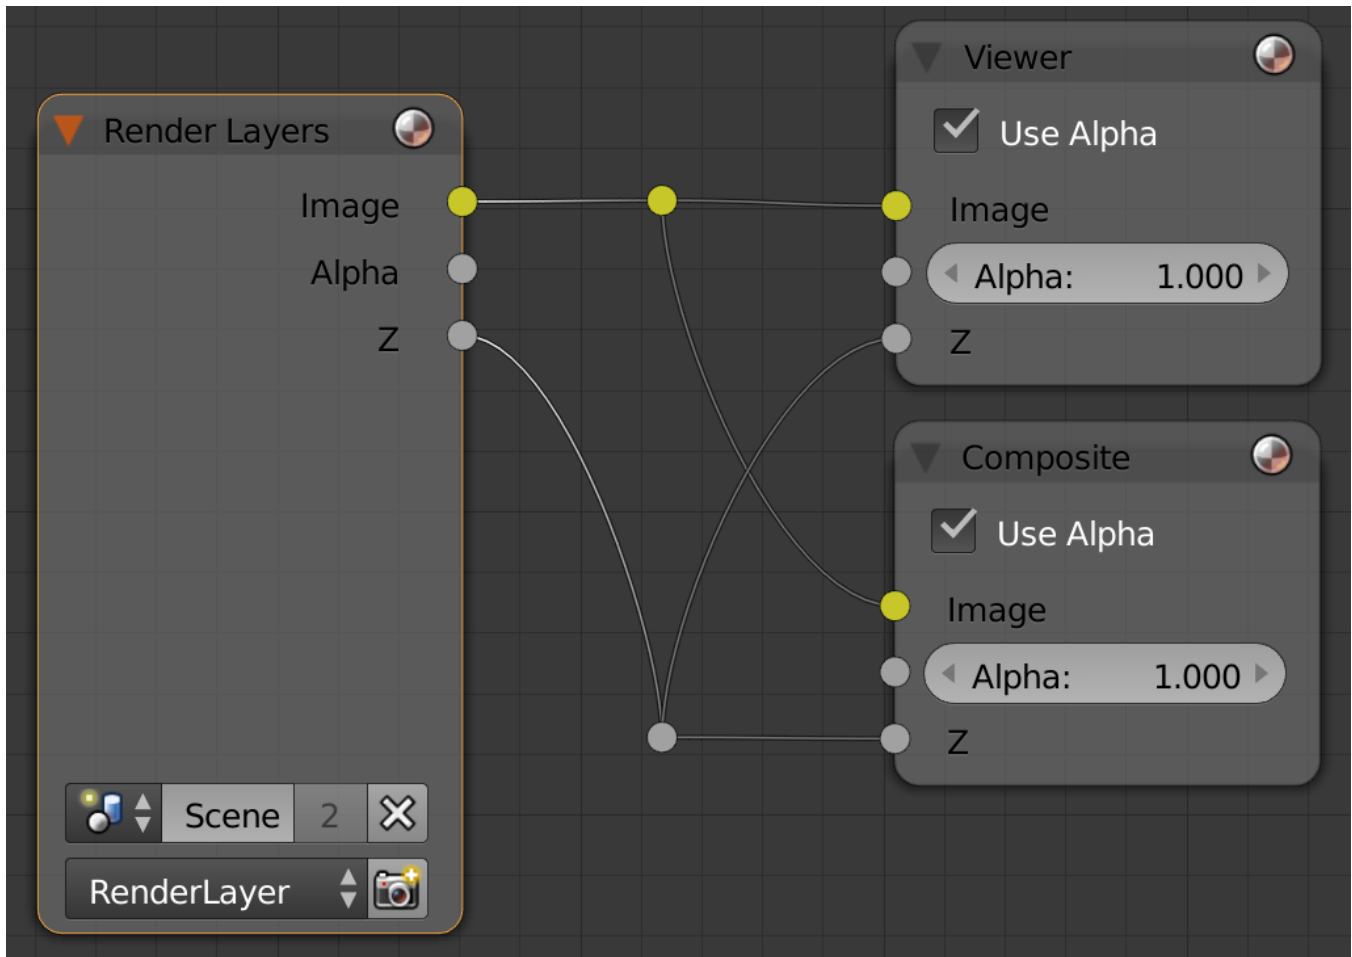 Render Layers
Image
Alpha
Z
Scene 2
RenderLayer
Viewer
Use Alpha
Image
Alpha: 1.000
Z
Composite
Use Alpha
Image
Alpha: 1.000
Z